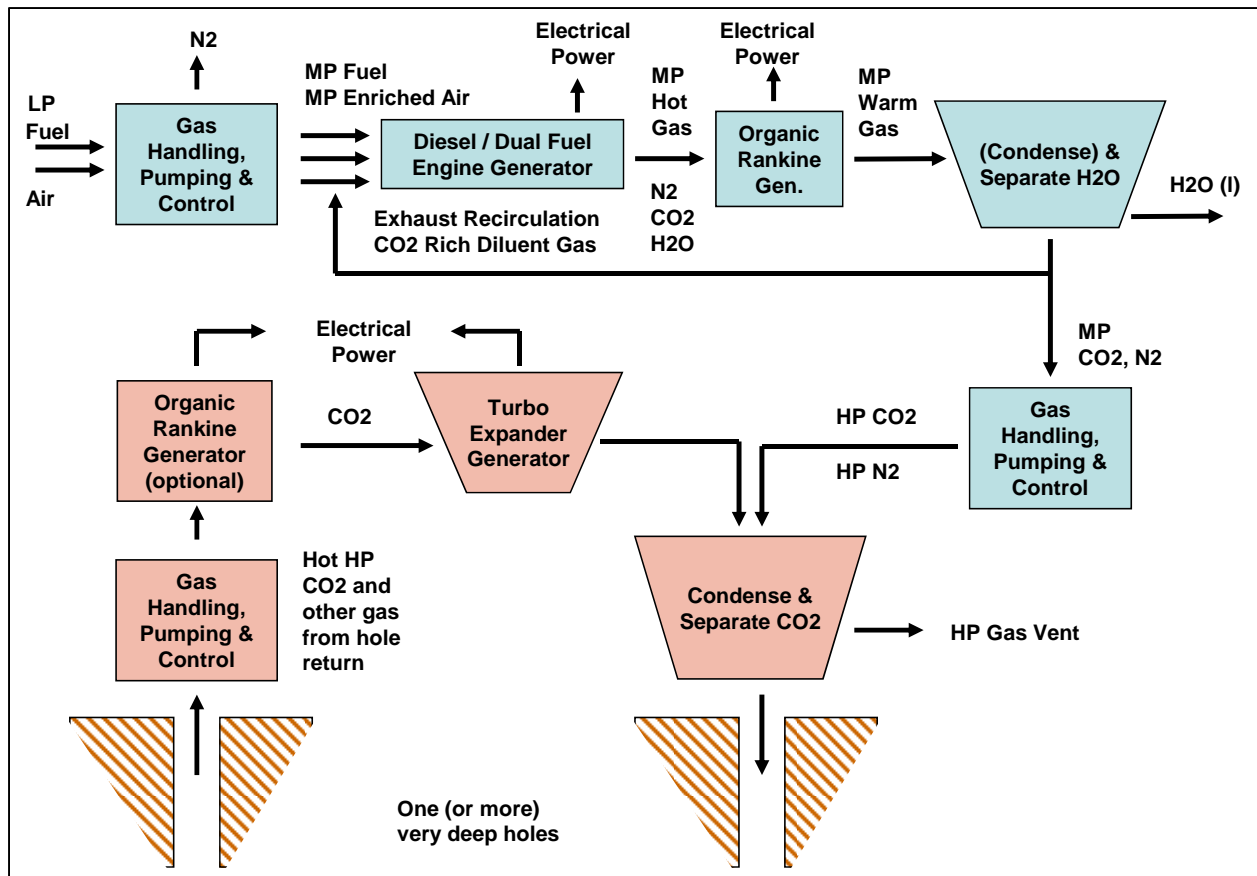 N2
Electrical
Power
Electrical
Power
MP Fuel
MP Enriched Air
MP
Hot
Gas
MP
Warm
Gas
LP
Fuel
Air
Gas
Handling,
Pumping &
Control
Diesel / Dual Fuel
Engine Generator
Organic
Rankine
Gen.
(Condense) &
Separate H2O
H2O (l)
N2
CO2
H2O
Exhaust Recirculation
CO2 Rich Diluent Gas
MP
CO2, N2
Electrical
Power
Organic
Rankine
Generator
(optional)
CO2
Turbo
Expander
Generator
HP CO2
HP N2
Gas
Handling,
Pumping &
Control
Gas
Handling,
Pumping &
Control
Hot HP
CO2 and
other gas
from hole
return
Condense &
Separate CO2
HP Gas Vent
One (or more)
very deep holes